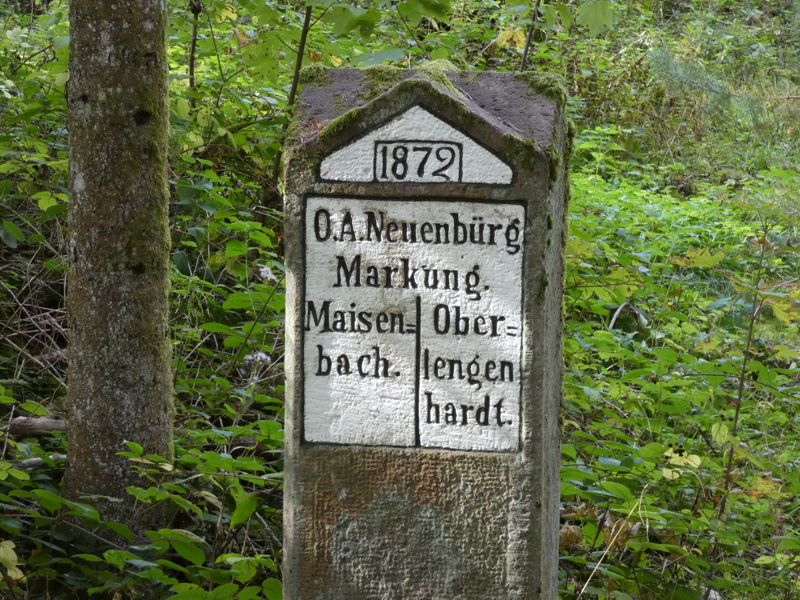 1872
O.A. Neuenbürg
Markung.
Maisen= Ober=
bach. lengen
hardt.